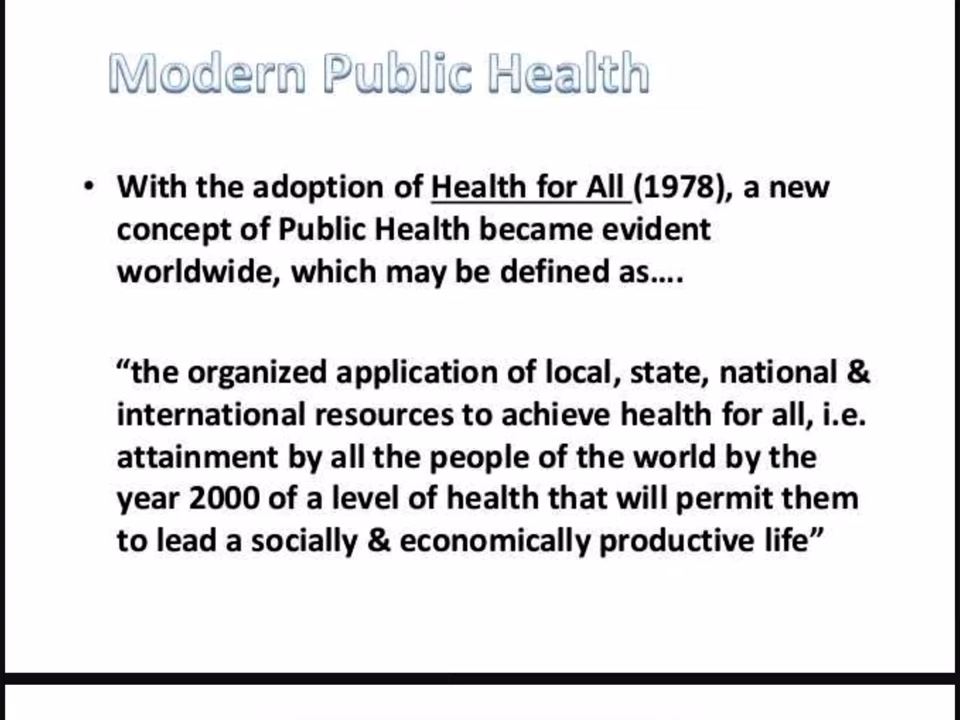 Modern Public Health
• With the adoption of Health for All (1978), a new
concept of Public Health became evident
worldwide, which may be defined as....
“the organized application of local, state, national &
international resources to achieve health for all, i.e.
attainment by all the people of the world by the
year 2000 of a level of health that will permit them
to lead a socially & economically productive life”